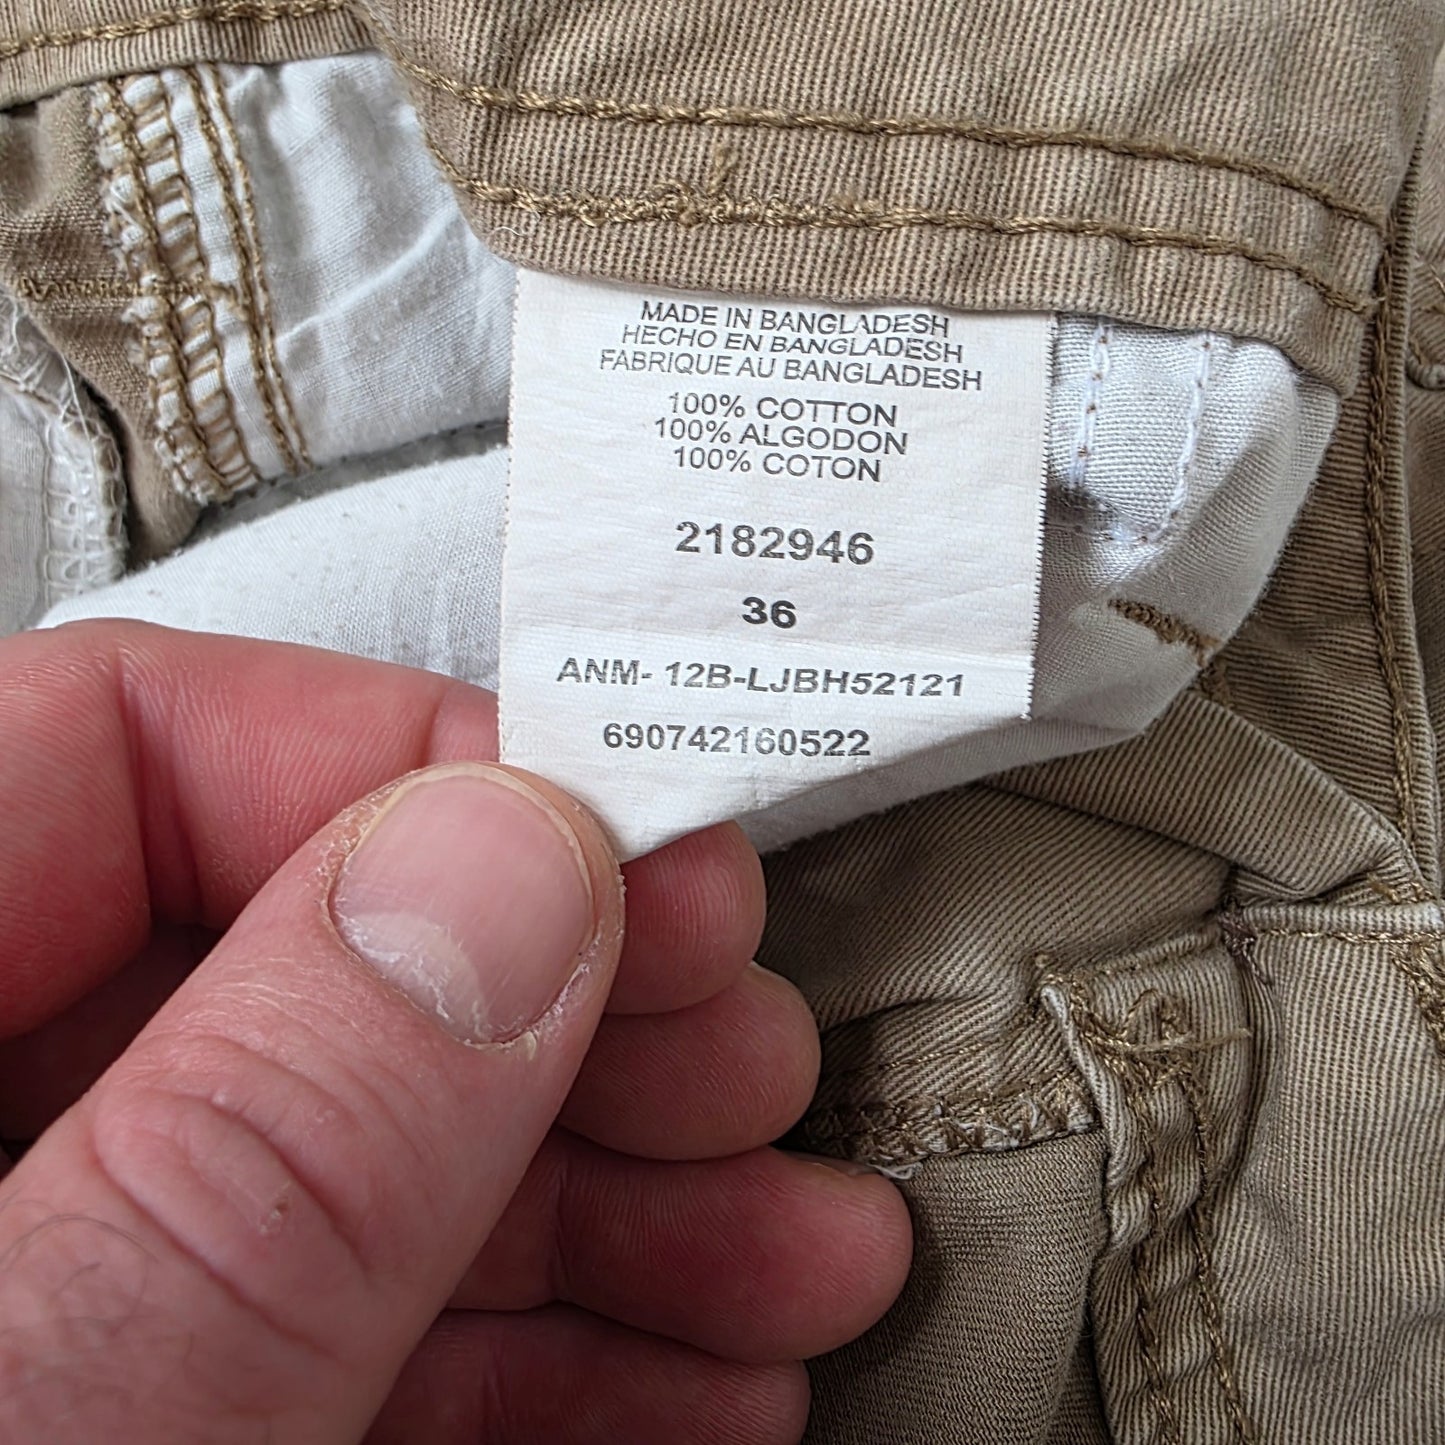 MADE IN BANGLADESH
HECHO EN BANGLADESH
FABRIQUE AU BANGLADESH
100% COTTON
100% ALGODON
100% COTON
2182946
36
ANM- 12B-LJBH52121
690742160522